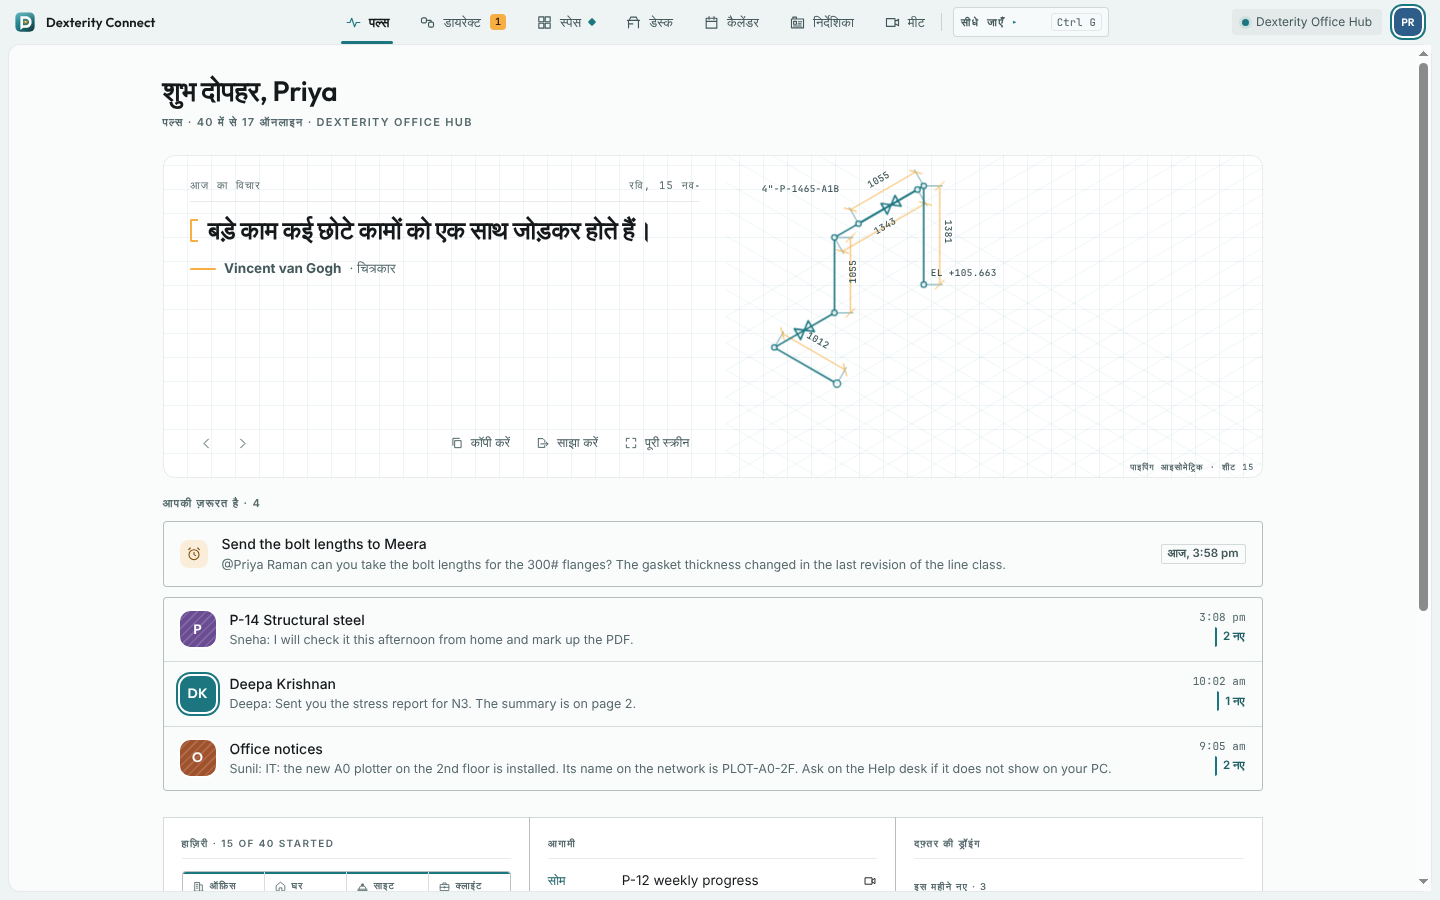 Dexterity Connect
पल्स
डायरेक्ट 1
स्पेस
डेस्क
कैलेंडर
निर्देशिका
मीट
सीधे जाएँ
Ctrl G
Dexterity Office Hub
PR
शुभ दोपहर, Priya
पल्स · 40 में से 17 ऑनलाइन · DEXTERITY OFFICE HUB
आज का विचार
रवि, 15 नव॰
बड़े काम कई छोटे कामों को एक साथ जोड़कर होते हैं।
Vincent van Gogh · चित्रकार
कॉपी करें
साझा करें
पूरी स्क्रीन
4"-P-1465-A1B
1055
1343
1381
1055
EL +105.663
1012
पाइपिंग आइसोमेट्रिक · शीट 15
आपकी ज़रूरत है · 4
Send the bolt lengths to Meera
@Priya Raman can you take the bolt lengths for the 300# flanges? The gasket thickness changed in the last revision of the line class.
आज, 3:58 pm
P
P-14 Structural steel
Sneha: I will check it this afternoon from home and mark up the PDF.
3:08 pm
2 नए
DK
Deepa Krishnan
Deepa: Sent you the stress report for N3. The summary is on page 2.
10:02 am
1 नए
O
Office notices
Sunil: IT: the new A0 plotter on the 2nd floor is installed. Its name on the network is PLOT-A0-2F. Ask on the Help desk if it does not show on your PC.
9:05 am
2 नए
हाज़िरी · 15 OF 40 STARTED
ऑफ़िस
घर
साइट
क्लाइंट
आगामी
सोम P-12 weekly progress
दफ़्तर की ड्रॉइंग
इस महीने नए · 3